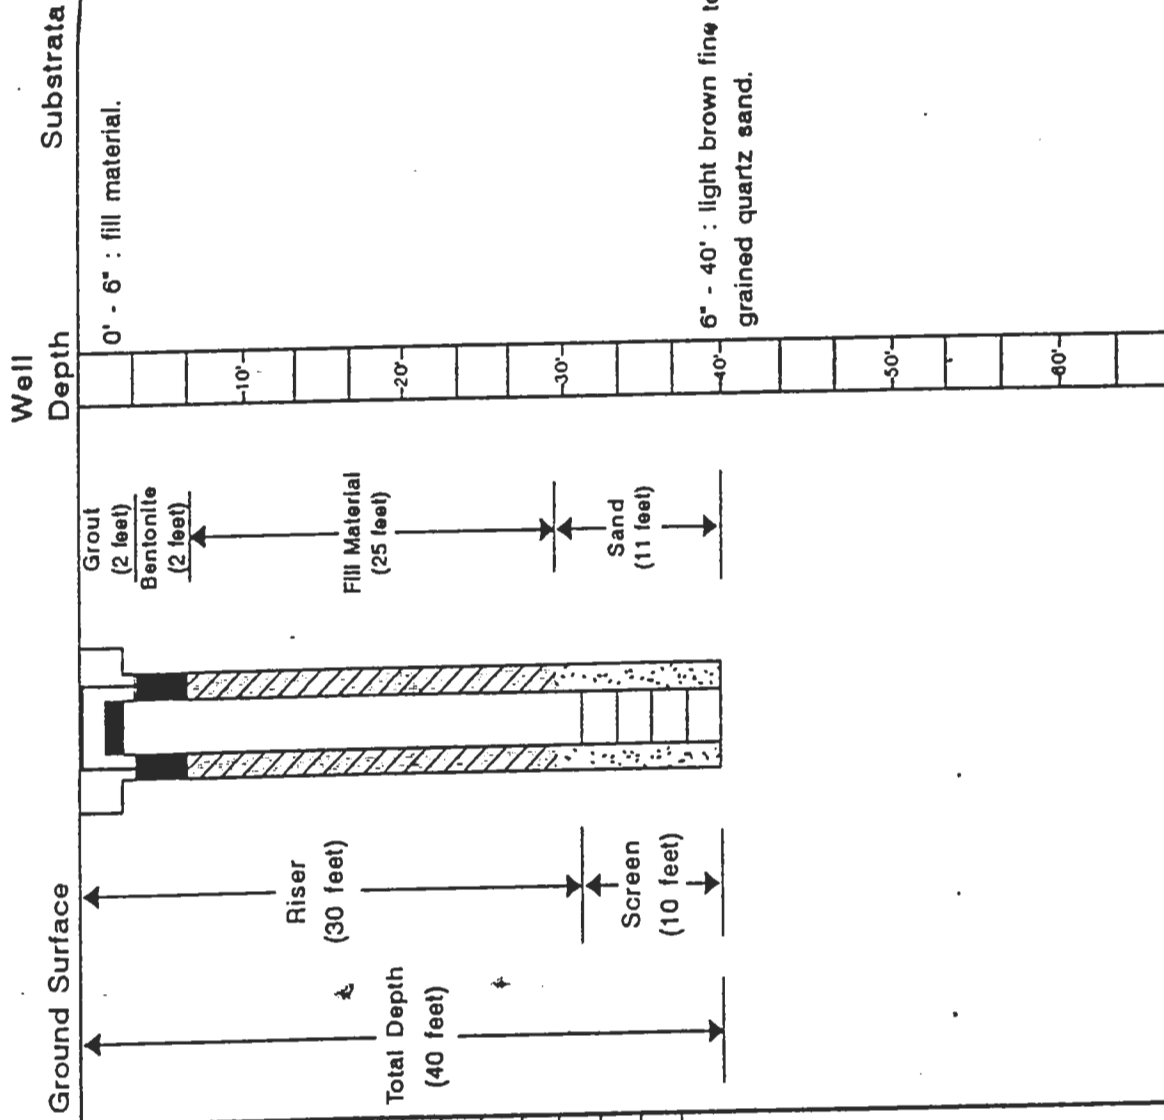 Ground Surface
Well
Depth
Substrata
Total Depth
(40 feet)
Riser
(30 feet)
Screen
(10 feet)
Grout
(2 feet)
Bentonite
(2 feet)
Fill Material
(25 feet)
Sand
(11 feet)
-10'-
-20'-
-30'-
-40'-
-50'-
-60'-
0' - 6" : fill material.
6" - 40' : light brown fine to
grained quartz sand.